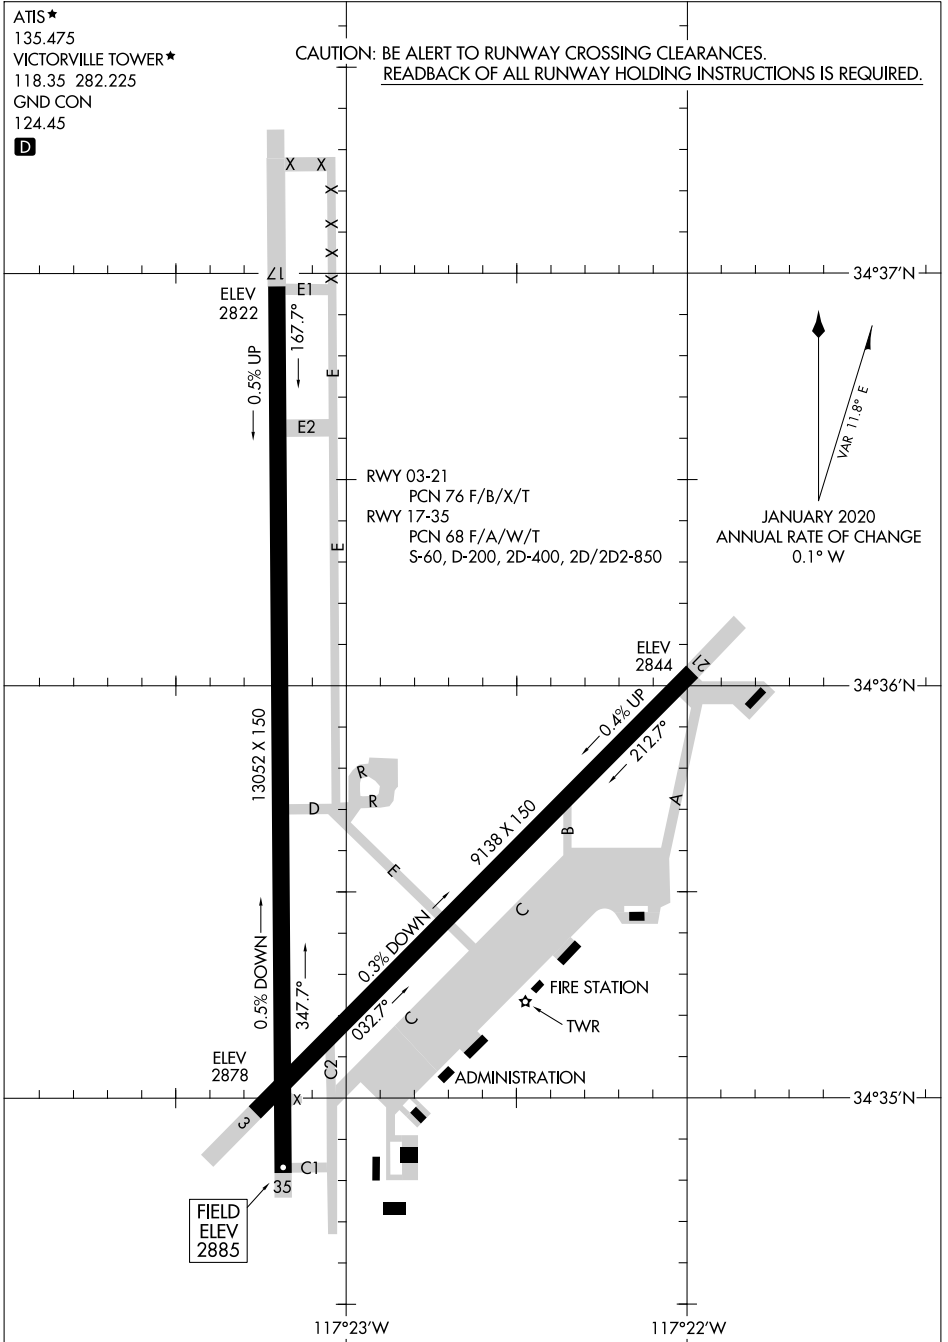 ATIS★
135.475
VICTORVILLE TOWER★
118.35 282.225
GND CON
124.45
D
CAUTION: BE ALERT TO RUNWAY CROSSING CLEARANCES.
READBACK OF ALL RUNWAY HOLDING INSTRUCTIONS IS REQUIRED.
X X
X
X
X
X
17
34°37'N
E1
ELEV
2822
167.7°
0.5% UP
E
E2
VAR 11.8° E
RWY 03-21
PCN 76 F/B/X/T
RWY 17-35
PCN 68 F/A/W/T
S-60, D-200, 2D-400, 2D/2D2-850
JANUARY 2020
ANNUAL RATE OF CHANGE
0.1° W
E
ELEV
2844
21
34°36'N
0.4% UP
212.7°
13052 X 150
R
R
D
A
B
9138 X 150
E
C
0.3% DOWN
0.5% DOWN
347.7°
032.7°
C
FIRE STATION
TWR
ELEV
2878
C2
ADMINISTRATION
X
34°35'N
3
C1
35
FIELD
ELEV
2885
117°23'W
117°22'W